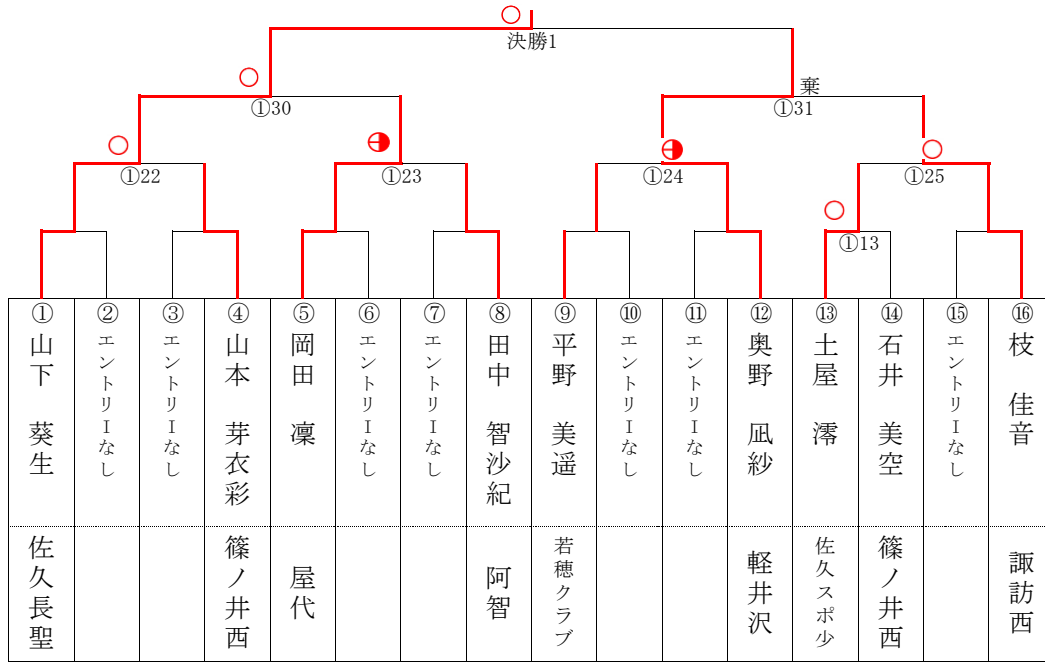 決勝1
棄
①30
①31
①22
①23
①24
①25
①13
①
②
③
④
⑤
⑥
⑦
⑧
⑨
⑩
⑪
⑫
⑬
⑭
⑮
⑯
山下 葵生
エントリーなし
エントリーなし
山本 芽衣彩
岡田 凜
エントリーなし
エントリーなし
田中 智沙紀
平野 美遥
エントリーなし
エントリーなし
奥野 凪紗
土屋 澪
石井 美空
エントリーなし
枝 佳音
佐久長聖
篠ノ井西
屋代
阿智
若穂クラブ
軽井沢
佐久スポ少
篠ノ井西
諏訪西